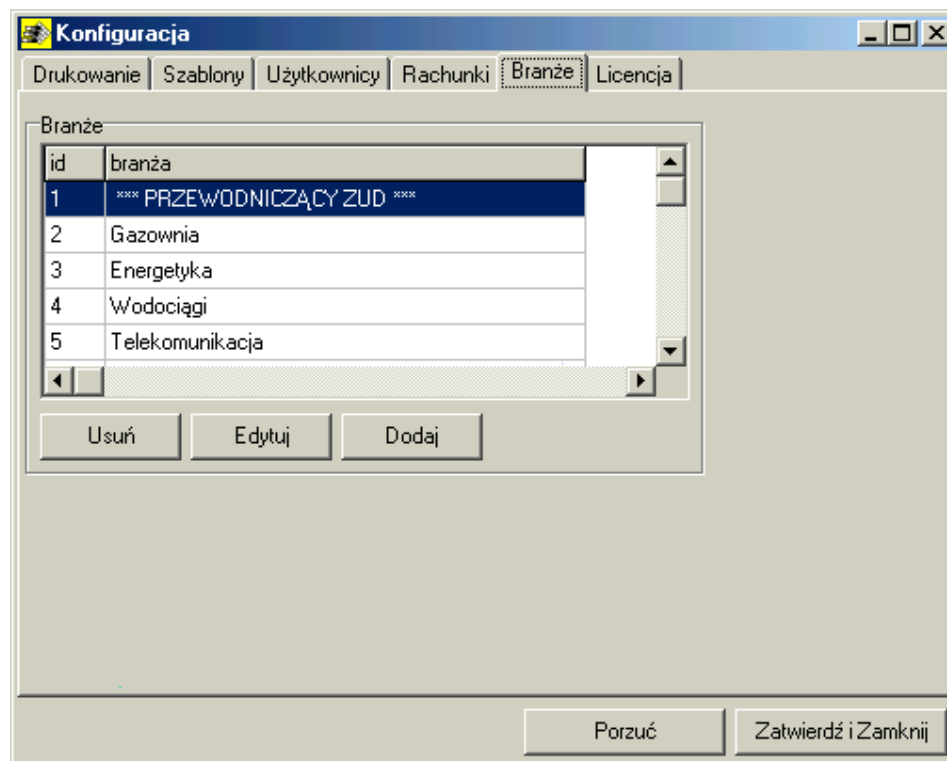 Konfiguracja
Drukowanie Szablony Użytkownicy Rachunki Branże Licencja
Branże
id branża
1 *** PRZEWODNICZĄCY ZUD ***
2 Gazownia
3 Energetyka
4 Wodociągi
5 Telekomunikacja
Usuń Edytuj Dodaj
Porzuć Zatwierdź i Zamknij